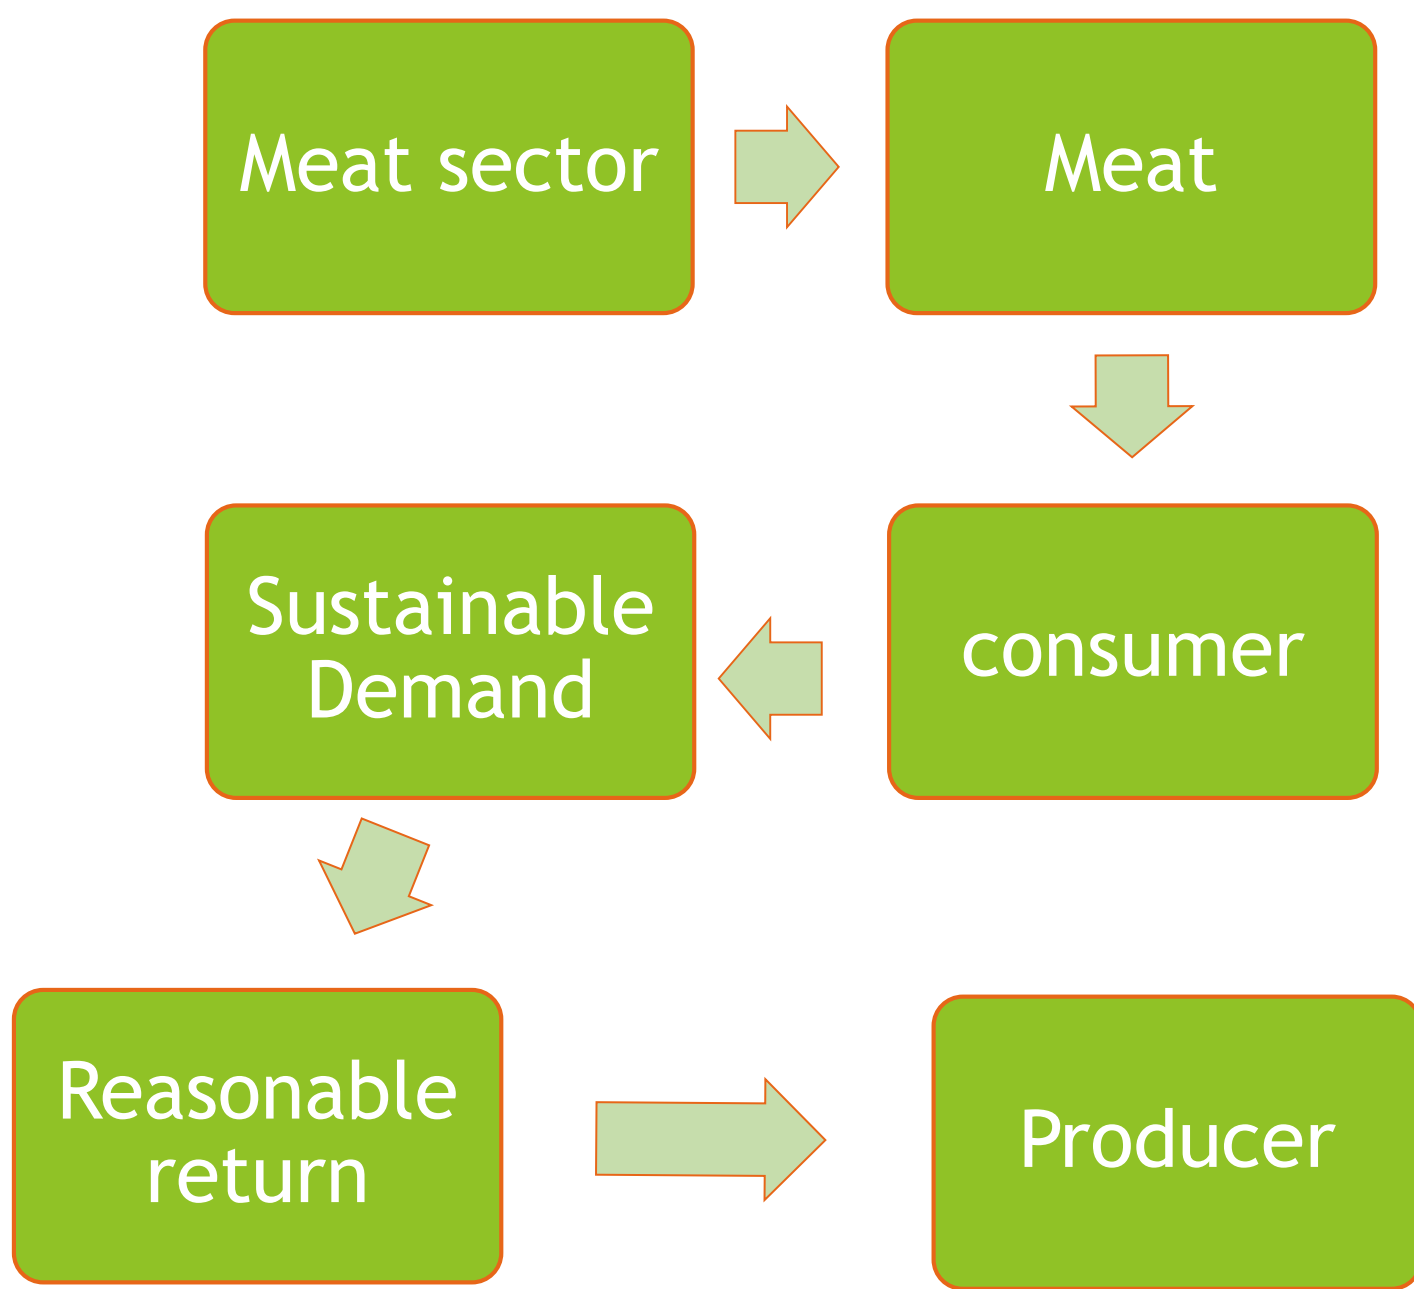 Meat sector
Meat
consumer
Sustainable
Demand
Reasonable
return
Producer